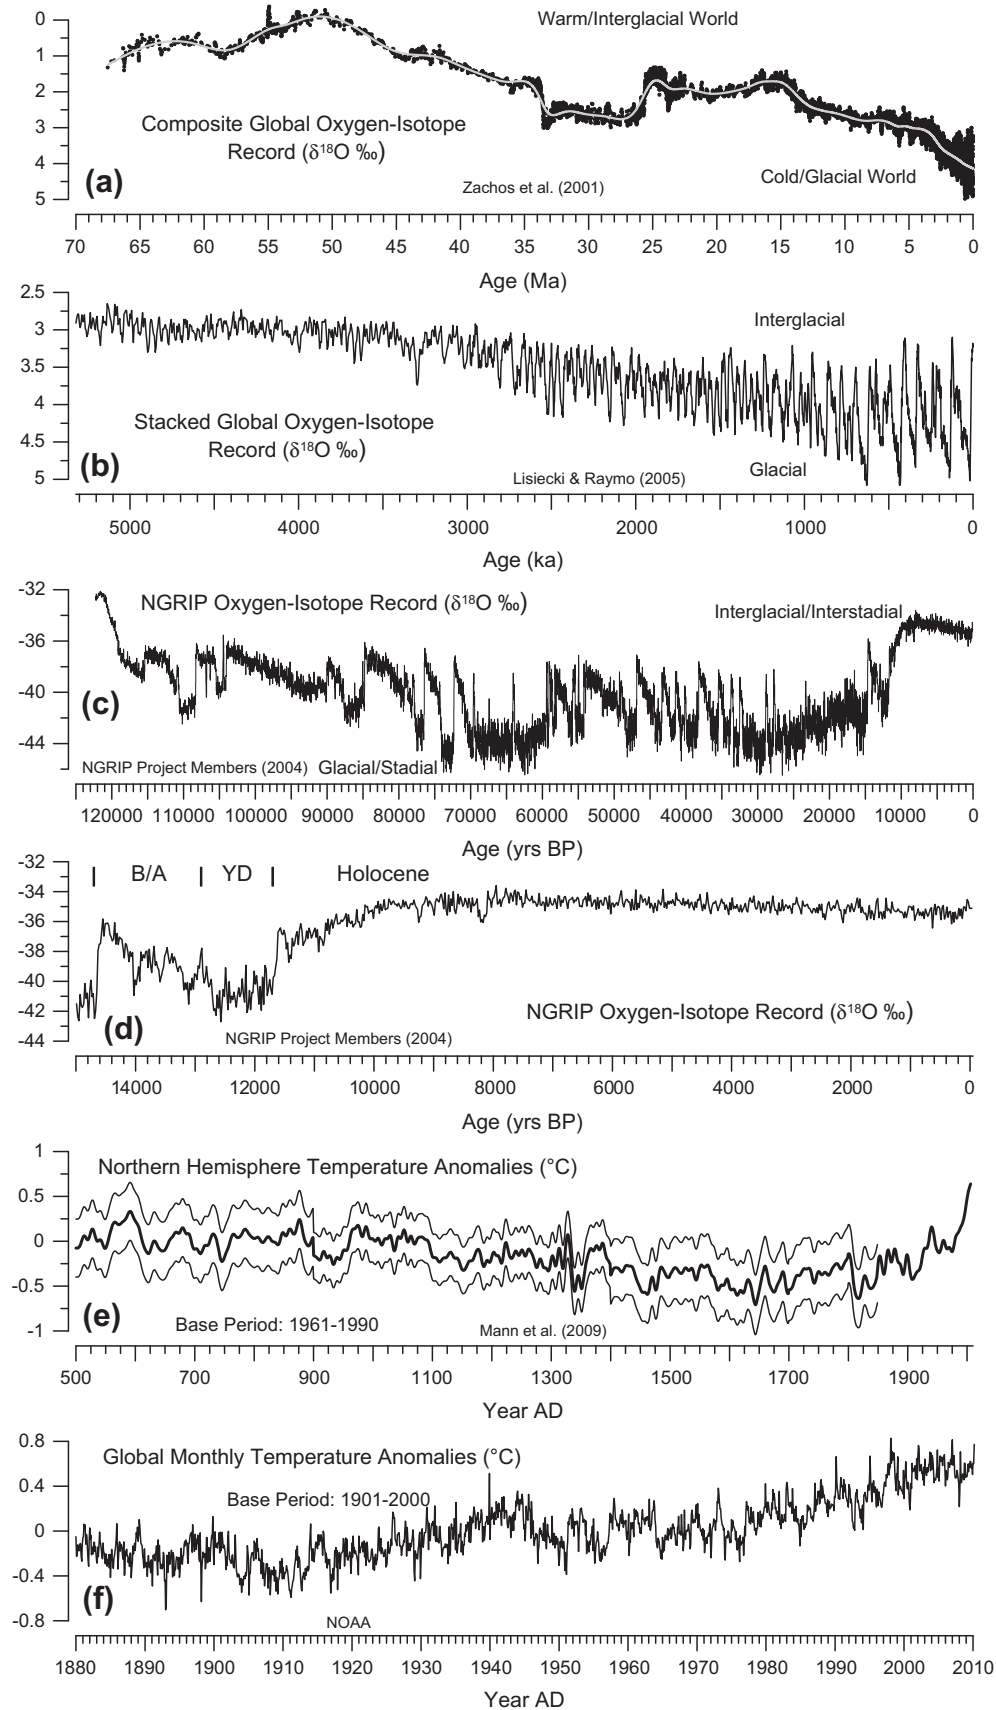 0
1
2
3
4
5
Warm/Interglacial World
Composite Global Oxygen-Isotope
Record (δ¹⁸O ‰)
(a)
Zachos et al. (2001)
Cold/Glacial World
70 65 60 55 50 45 40 35 30 25 20 15 10 5 0
Age (Ma)
2.5
3
3.5
4
4.5
5
Interglacial
Stacked Global Oxygen-Isotope
Record (δ¹⁸O ‰)
(b)
Glacial
Lisiecki & Raymo (2005)
5000 4000 3000 2000 1000 0
Age (ka)
-32
-36
-40
-44
NGRIP Oxygen-Isotope Record (δ¹⁸O ‰)
Interglacial/Interstadial
(c)
NGRIP Project Members (2004) Glacial/Stadial
120000 110000 100000 90000 80000 70000 60000 50000 40000 30000 20000 10000 0
Age (yrs BP)
-32
-34
-36
-38
-40
-42
-44
B/A YD Holocene
(d)
NGRIP Oxygen-Isotope Record (δ¹⁸O ‰)
NGRIP Project Members (2004)
14000 12000 10000 8000 6000 4000 2000 0
Age (yrs BP)
1
0.5
0
-0.5
-1
Northern Hemisphere Temperature Anomalies (°C)
(e)
Base Period: 1961-1990
Mann et al. (2009)
500 700 900 1100 1300 1500 1700 1900
Year AD
0.8
0.4
0
-0.4
-0.8
Global Monthly Temperature Anomalies (°C)
Base Period: 1901-2000
(f)
NOAA
1880 1890 1900 1910 1920 1930 1940 1950 1960 1970 1980 1990 2000 2010
Year AD